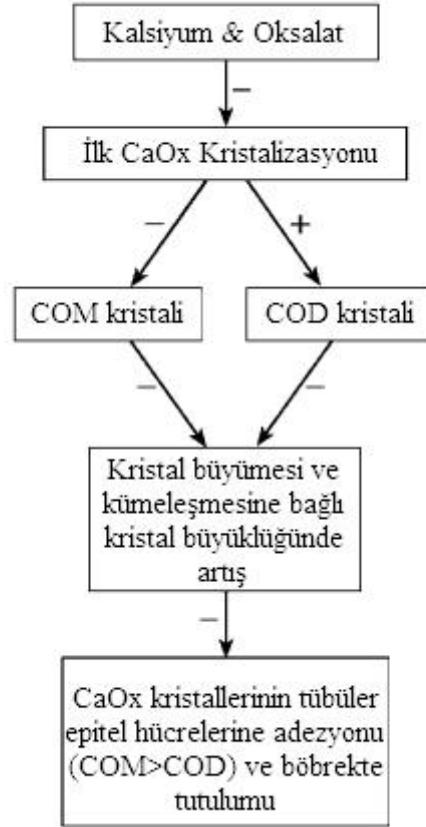 Kalsiyum & Oksalat
–
İlk CaOx Kristalizasyonu
– +
COM kristali COD kristali
– –
Kristal büyümesi ve
kümeleşmesine bağlı
kristal büyüklüğünde
artış
–
CaOx kristallerinin tübüler
epitel hücrelerine adezyonu
(COM>COD) ve böbrekte
tutulumu